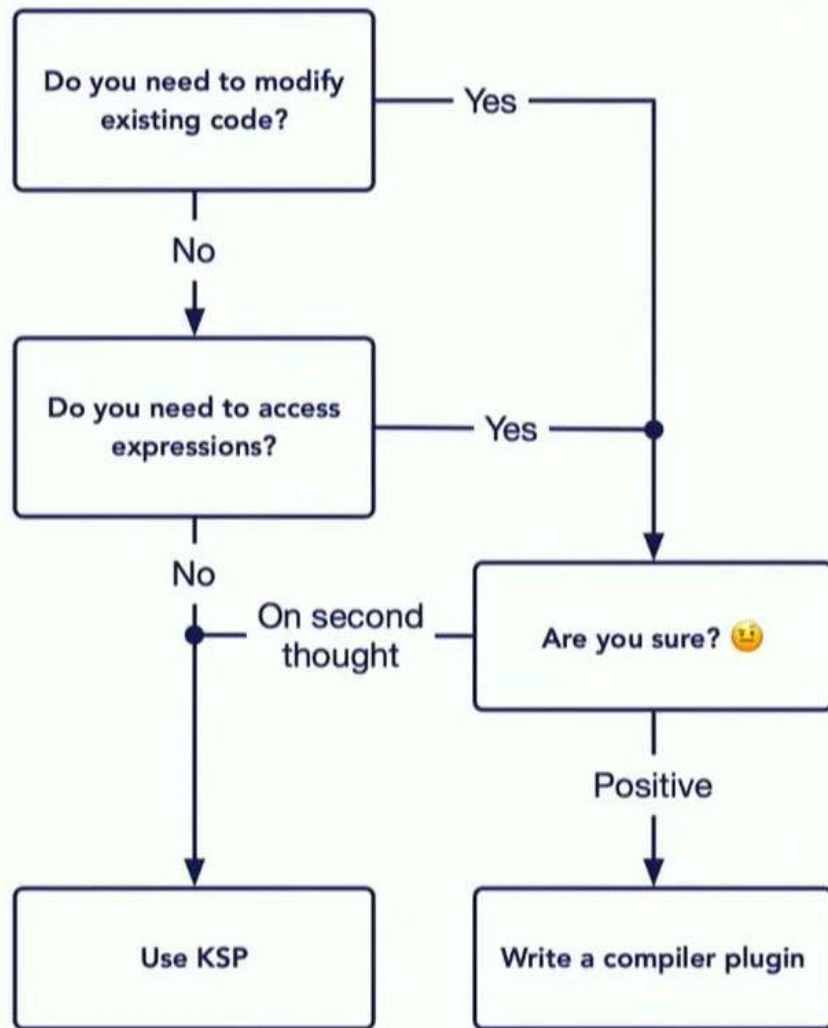 Do you need to modify
existing code?
Yes
No
Do you need to access
expressions?
Yes
No
On second
thought
Are you sure? 🤨
Positive
Use KSP
Write a compiler plugin